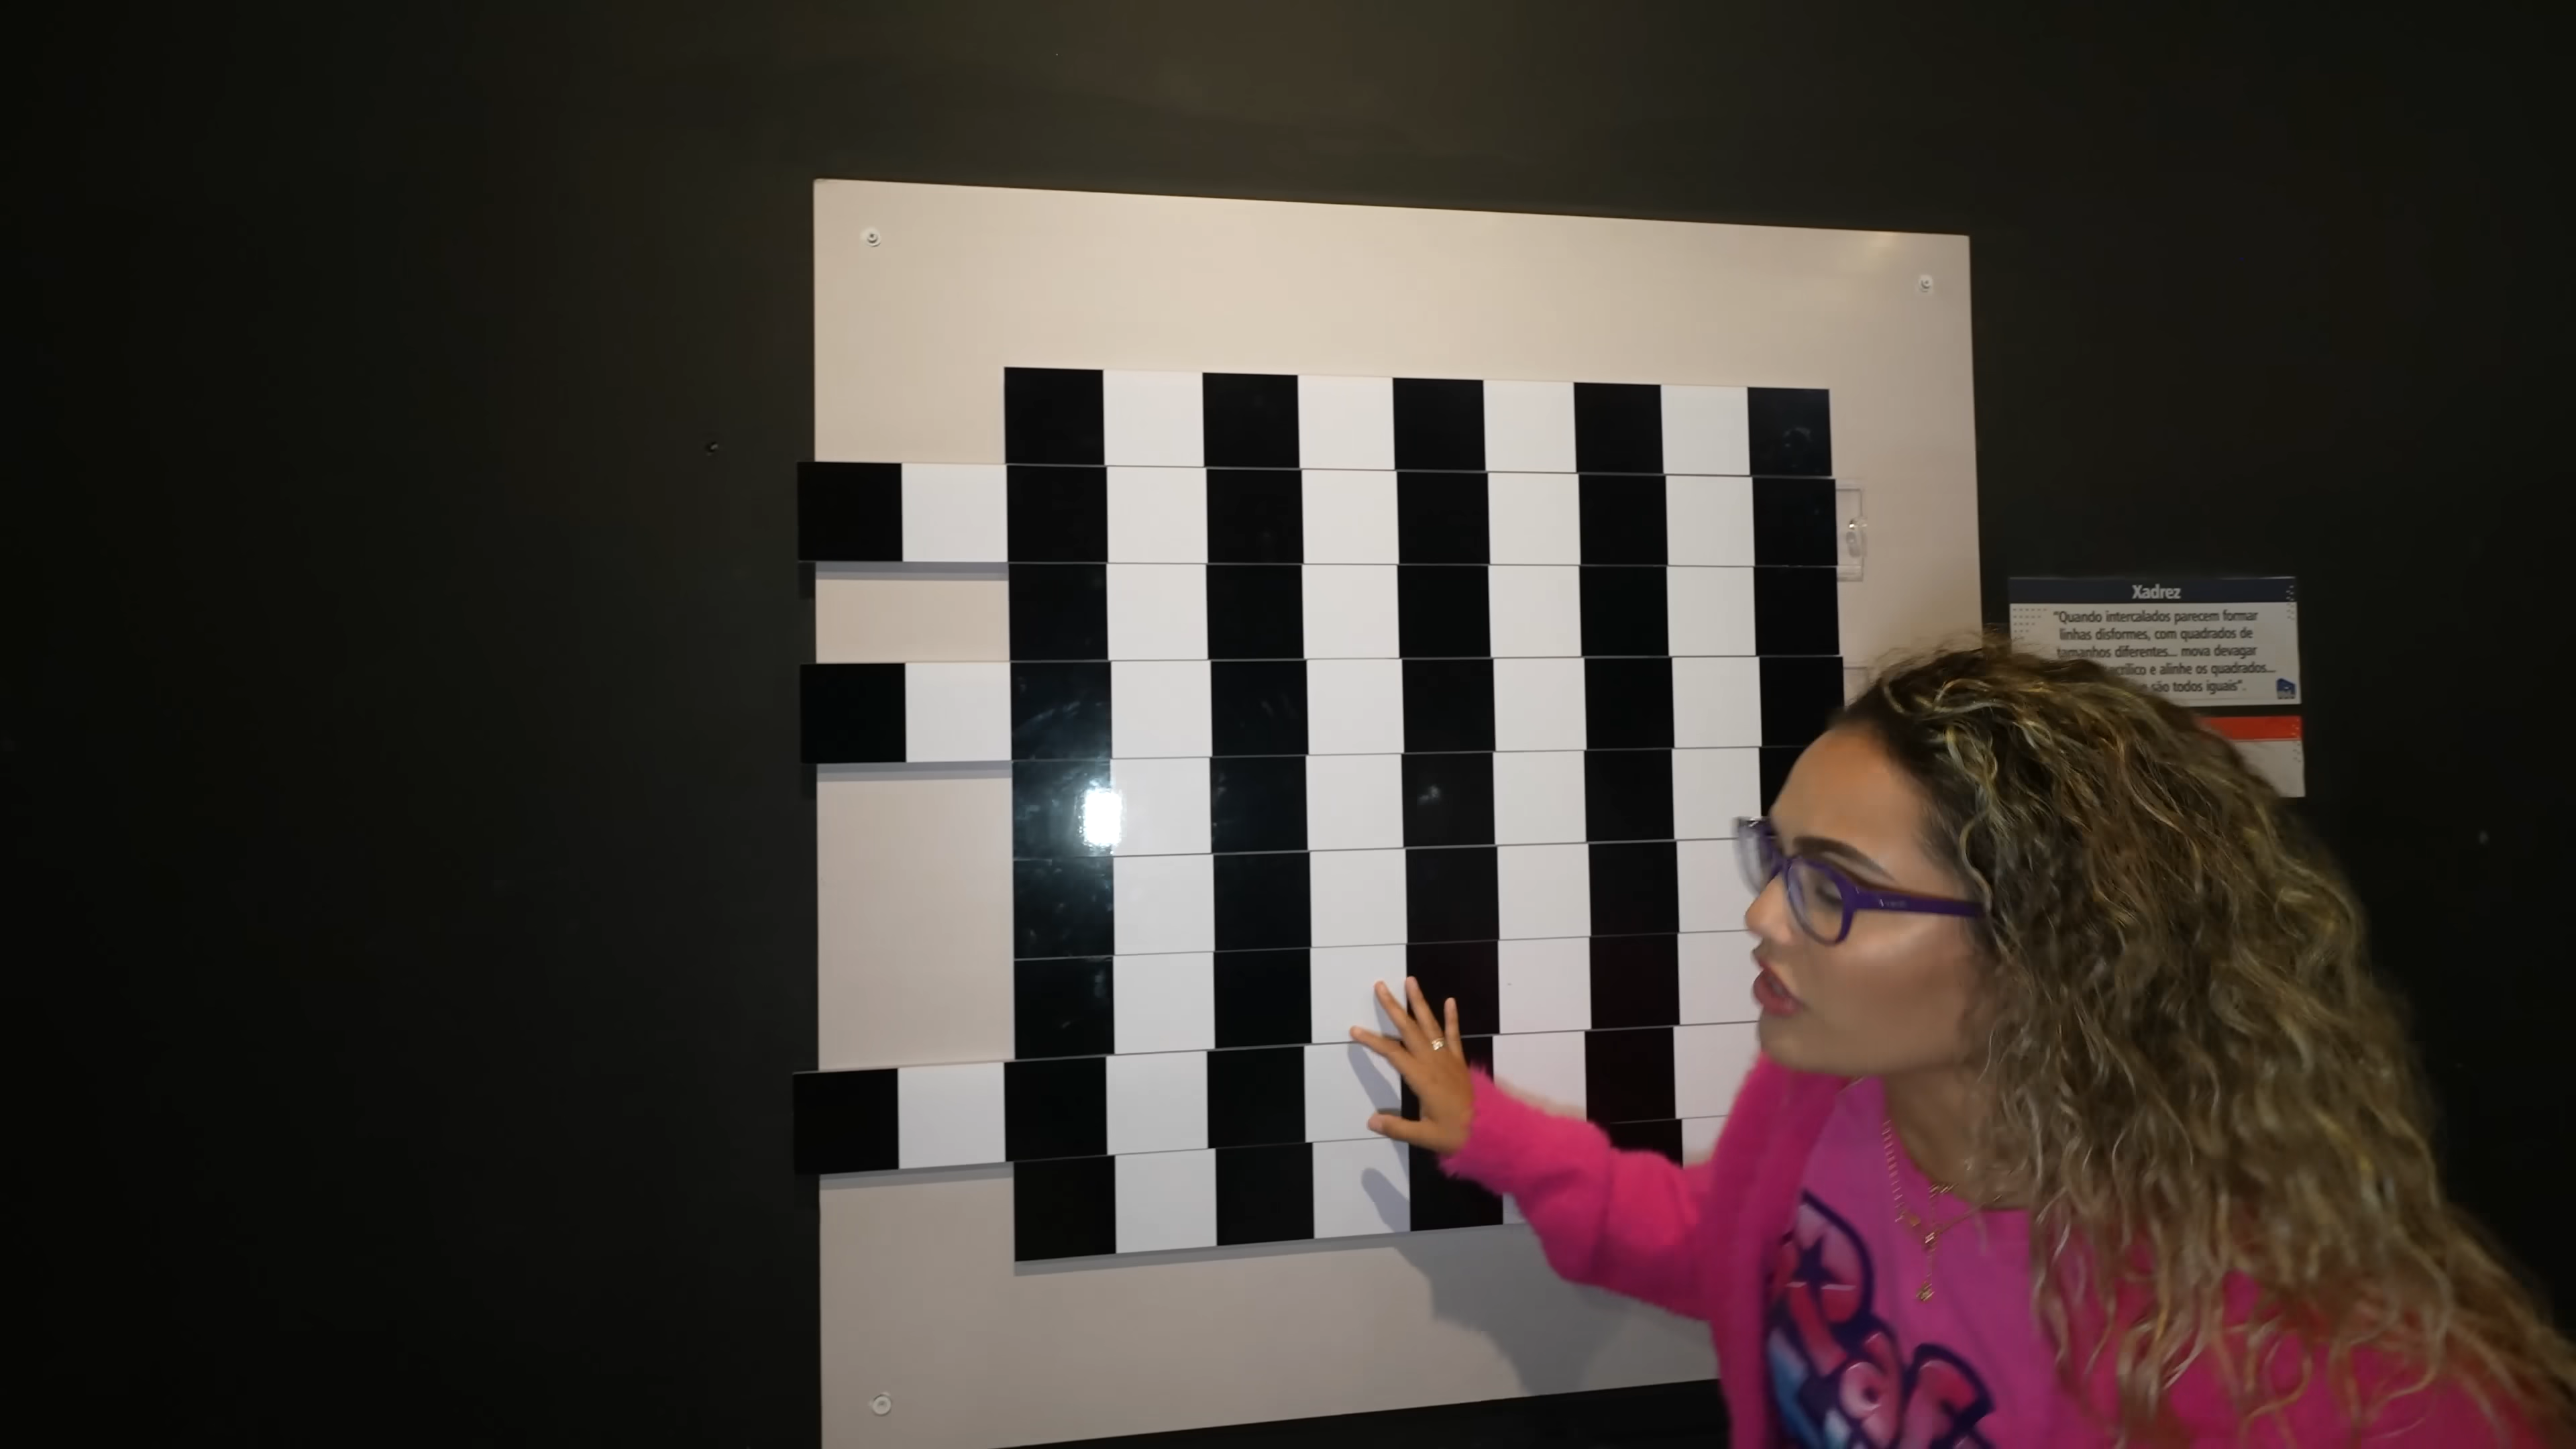 Xadrez
"Quando intercalados parecem formar
linhas disformes, com quadrados de
tamanhos diferentes... mova devagar
acrílico e alinhe os quadrados...
são todos iguais".